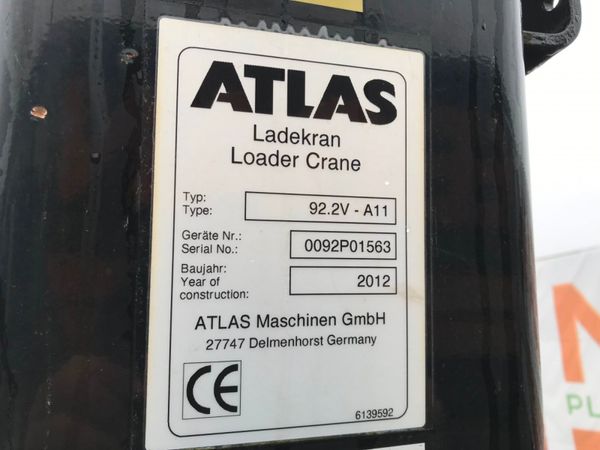 ATLAS
Ladekran
Loader Crane
Typ:
Type: 92.2V - A11
Geräte Nr.:
Serial No.: 0092P01563
Baujahr:
Year of
construction: 2012
ATLAS Maschinen GmbH
27747 Delmenhorst Germany
CE
6139592